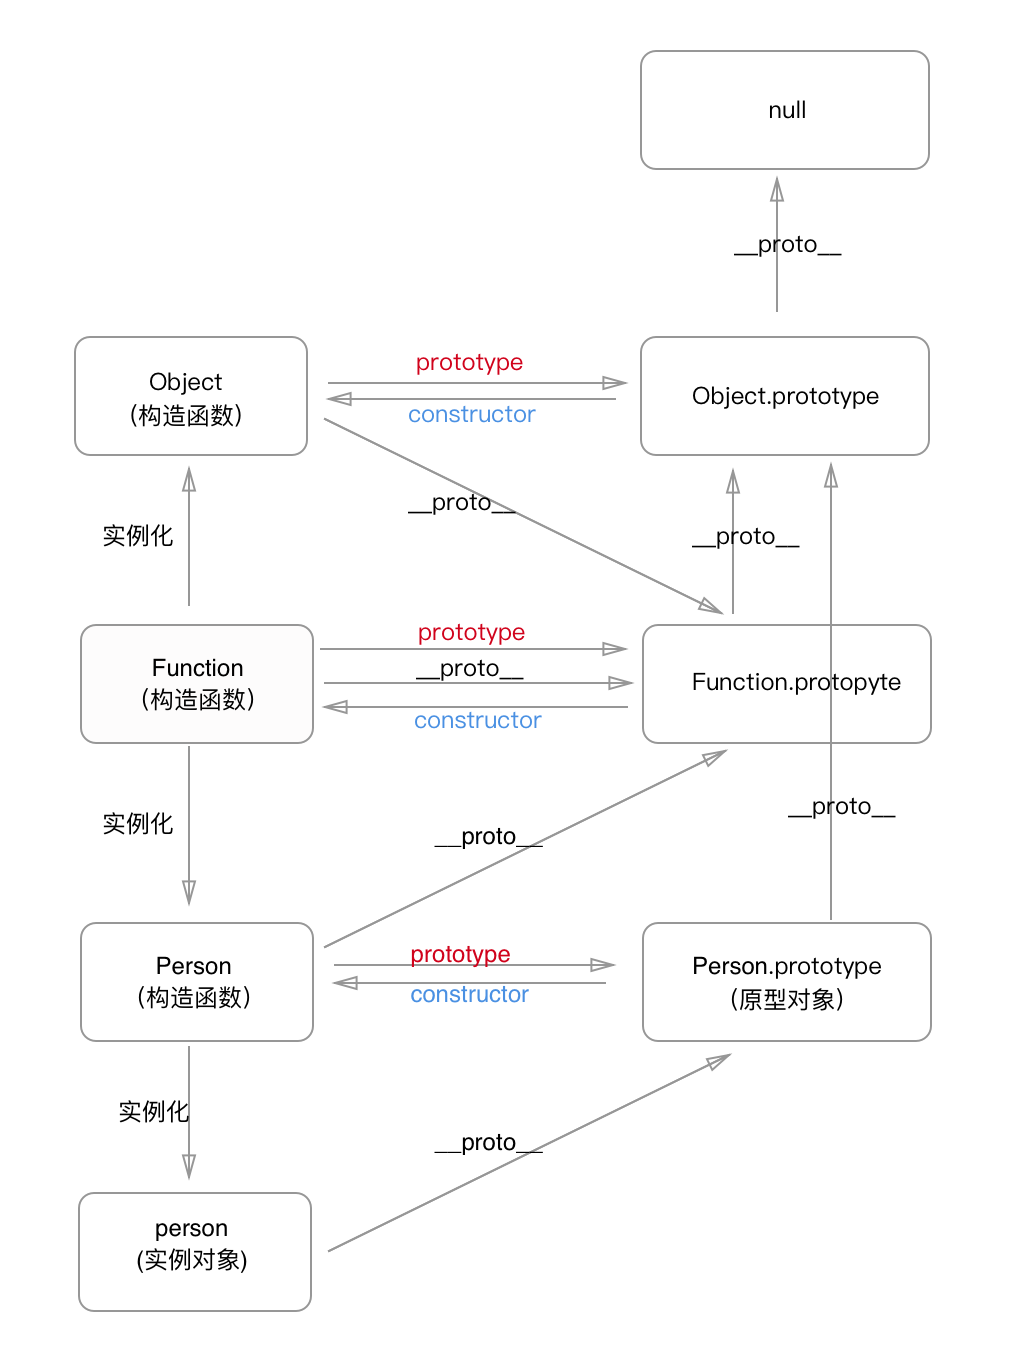 null
__proto__
Object
（构造函数）
prototype
constructor
Object.prototype
__proto__
实例化
__proto__
Function
（构造函数）
prototype
__proto__
constructor
Function.protopyte
实例化
__proto__
__proto__
Person
（构造函数）
prototype
constructor
Person.prototype
（原型对象）
实例化
__proto__
person
(实例对象)